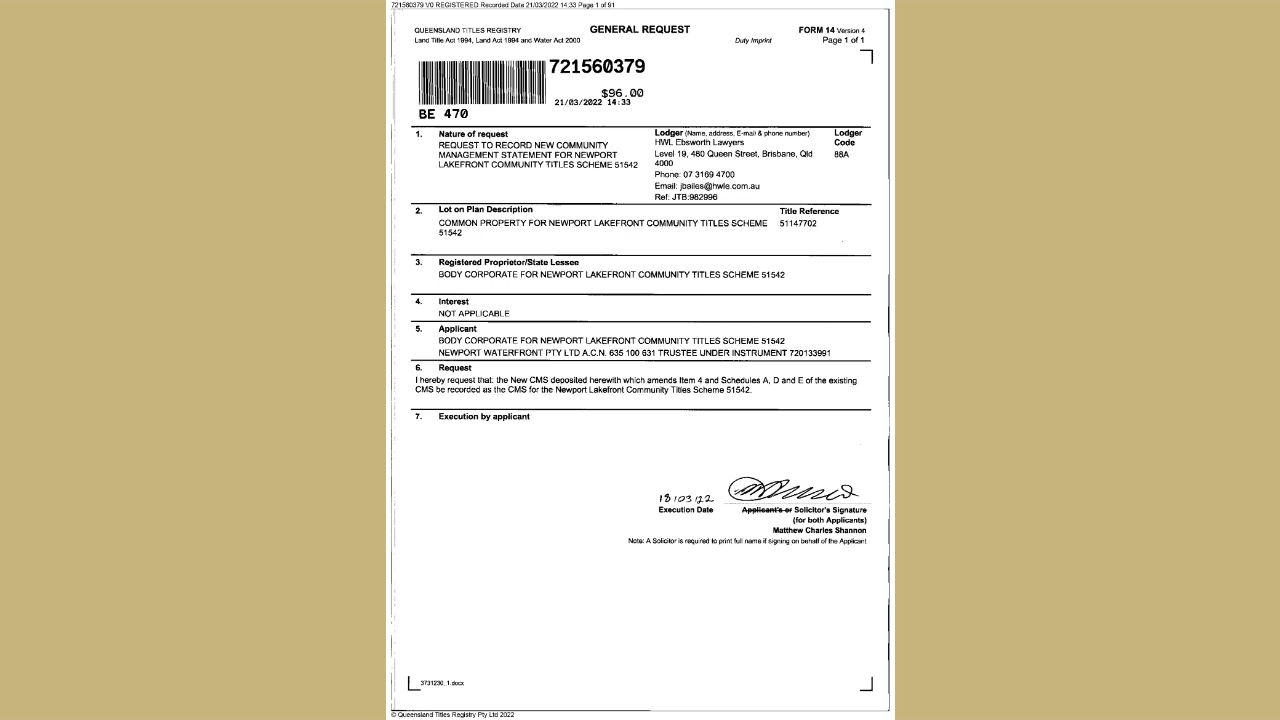 721560379 V0 REGISTERED Recorded Date 21/03/2022 14:33 Page 1 of 91
QUEENSLAND TITLES REGISTRY
Land Title Act 1994, Land Act 1994 and Water Act 2000
GENERAL REQUEST
Duty Imprint
FORM 14 Version 4
Page 1 of 1
721560379
$96.00
21/03/2022 14:33
BE 470
1. Nature of request
REQUEST TO RECORD NEW COMMUNITY
MANAGEMENT STATEMENT FOR NEWPORT
LAKEFRONT COMMUNITY TITLES SCHEME 51542
Lodger (Name, address, E-mail & phone number)
HWL Ebsworth Lawyers
Level 19, 480 Queen Street, Brisbane, Qld
4000
Phone: 07 3169 4700
Email: jbailes@hwle.com.au
Ref: JTB:982996
Lodger
Code
88A
2. Lot on Plan Description
COMMON PROPERTY FOR NEWPORT LAKEFRONT COMMUNITY TITLES SCHEME
51542
Title Reference
51147702
3. Registered Proprietor/State Lessee
BODY CORPORATE FOR NEWPORT LAKEFRONT COMMUNITY TITLES SCHEME 51542
4. Interest
NOT APPLICABLE
5. Applicant
BODY CORPORATE FOR NEWPORT LAKEFRONT COMMUNITY TITLES SCHEME 51542
NEWPORT WATERFRONT PTY LTD A.C.N. 635 100 631 TRUSTEE UNDER INSTRUMENT 720133991
6. Request
I hereby request that: the New CMS deposited herewith which amends Item 4 and Schedules A, D and E of the existing
CMS be recorded as the CMS for the Newport Lakefront Community Titles Scheme 51542.
7. Execution by applicant
18/03/22
Execution Date
Applicant's or Solicitor's Signature
(for both Applicants)
Matthew Charles Shannon
Note: A Solicitor is required to print full name if signing on behalf of the Applicant
3731230_1.docx
© Queensland Titles Registry Pty Ltd 2022